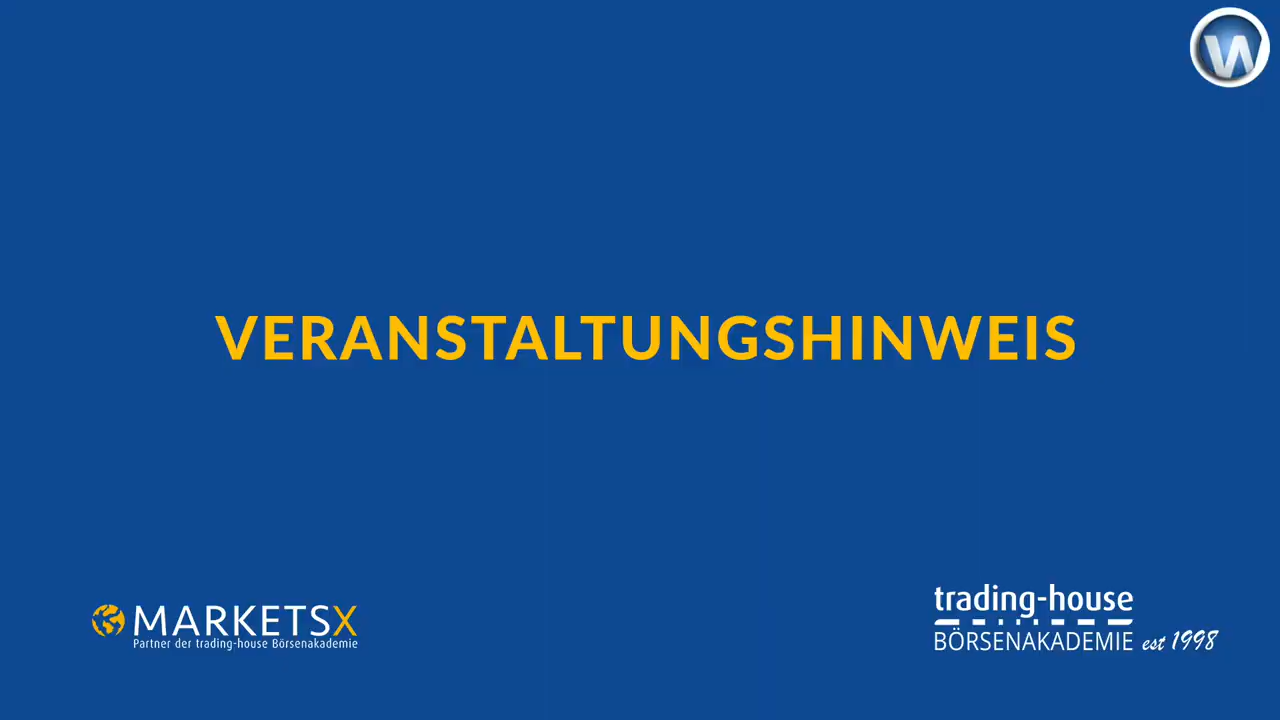 VERANSTALTUNGSHINWEIS
MARKETSX
Partner der trading-house Börsenakademie
trading-house
BÖRSENAKADEMIE est 1998